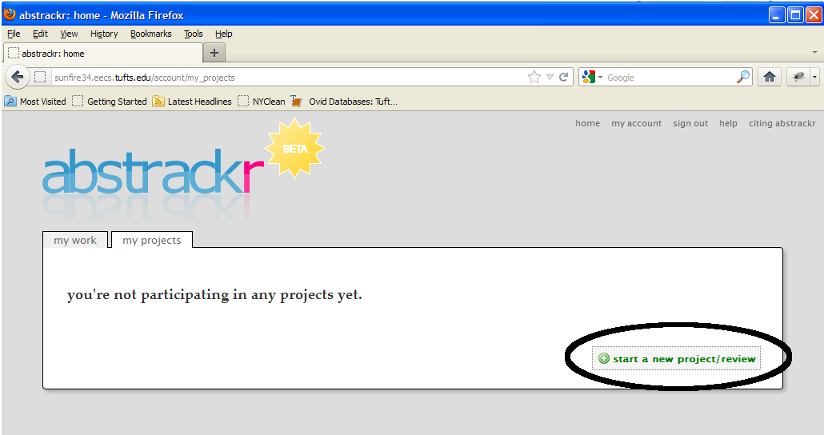 abstrackr: home - Mozilla Firefox
File Edit View History Bookmarks Tools Help
abstrackr: home
sunfire34.eecs.tufts.edu/account/my_projects
Google
Most Visited Getting Started Latest Headlines NYClean Ovid Databases: Tuft...
home my account sign out help citing abstrackr
BETA
abstrackr
my work my projects
you're not participating in any projects yet.
start a new project/review